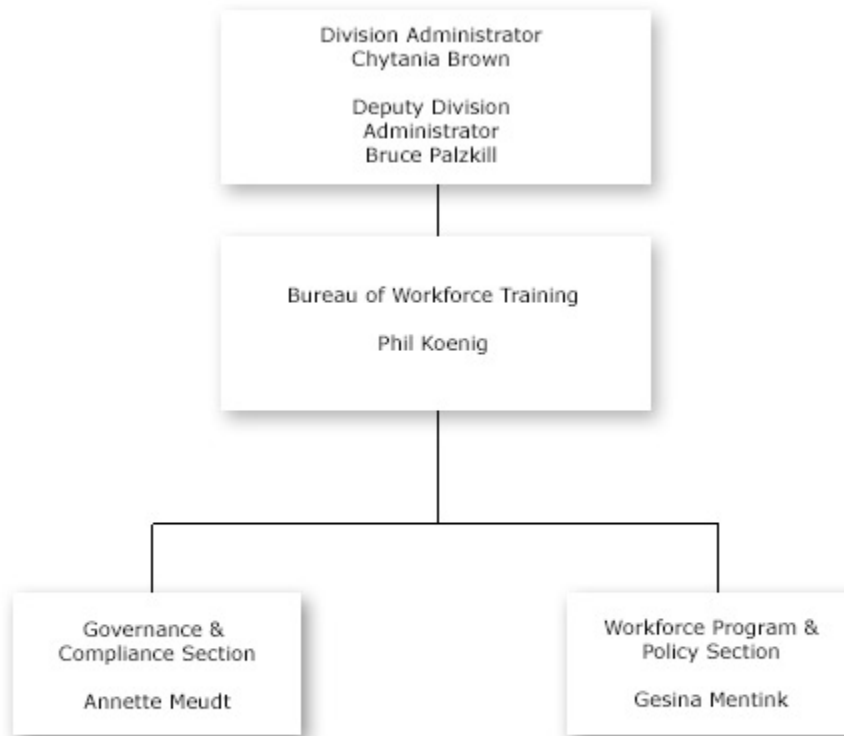 Division Administrator
Chytania Brown
Deputy Division
Administrator
Bruce Palzkill
Bureau of Workforce Training
Phil Koenig
Governance &
Compliance Section
Annette Meudt
Workforce Program &
Policy Section
Gesina Mentink